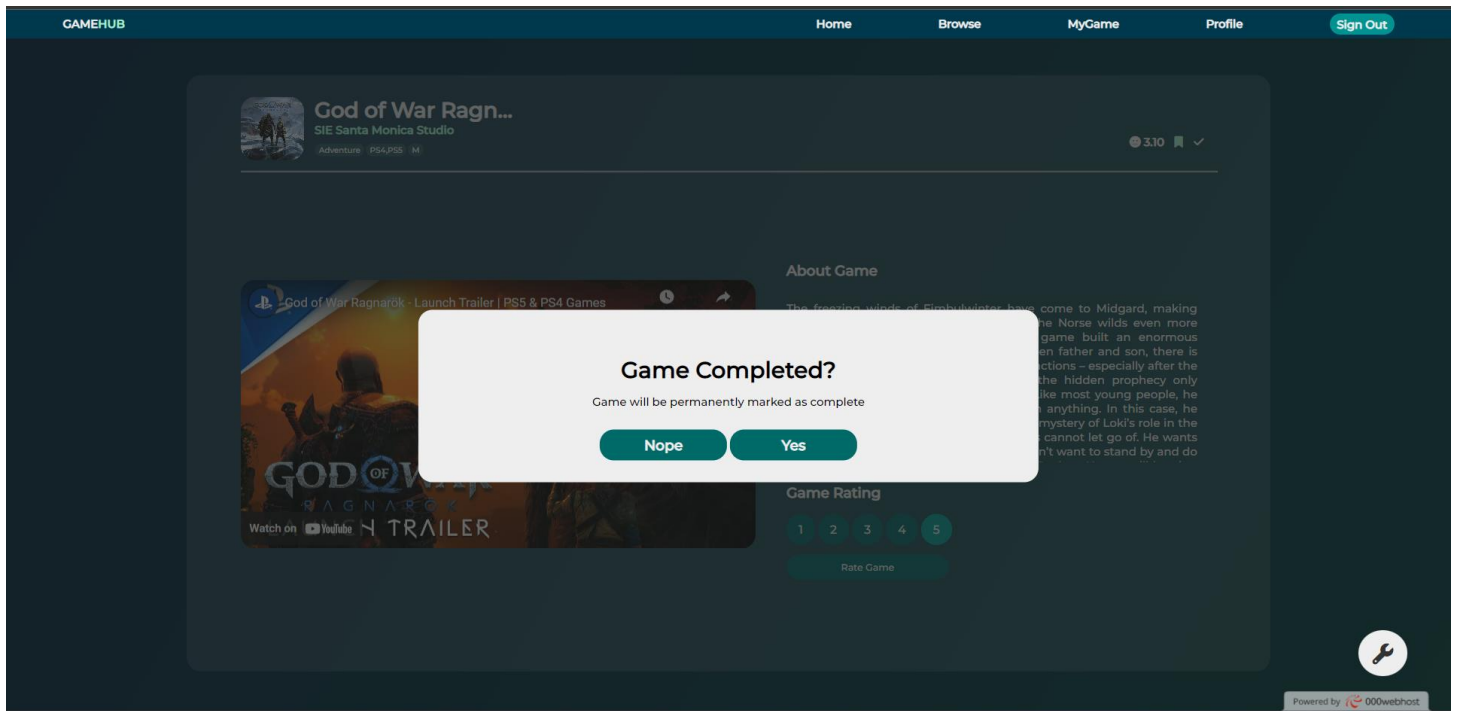 GAMEHUB
Home
Browse
MyGame
Profile
Sign Out
God of War Ragn...
SIE Santa Monica Studio
Adventure PS4,PS5 M
3.10
About Game
The freezing winds of Fimbulwinter have come to Midgard, making
he Norse wilds even more
game built an enormous
en father and son, there is
ctions – especially after the
the hidden prophecy only
ike most young people, he
anything. In this case, he
mystery of Loki's role in the
cannot let go of. He wants
n't want to stand by and do
God of War Ragnarök - Launch Trailer | PS5 & PS4 Games
GOD OF WAR
RAGNARÖK
Watch on YouTube
TRAILER
Game Completed?
Game will be permanently marked as complete
Nope
Yes
Game Rating
1 2 3 4 5
Rate Game
Powered by 000webhost